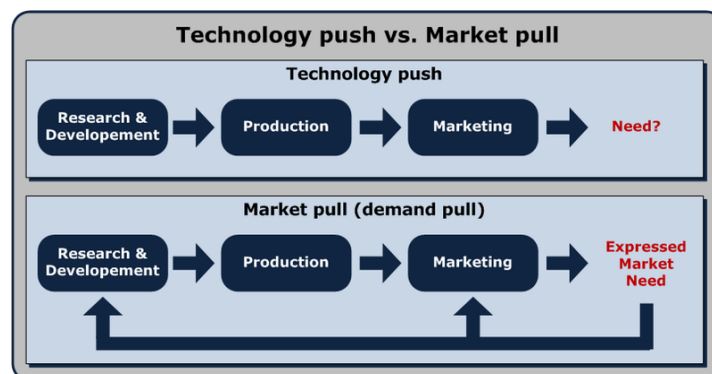 Technology push vs. Market pull
Technology push
Research &
Developement
Production
Marketing
Need?
Market pull (demand pull)
Research &
Developement
Production
Marketing
Expressed
Market
Need